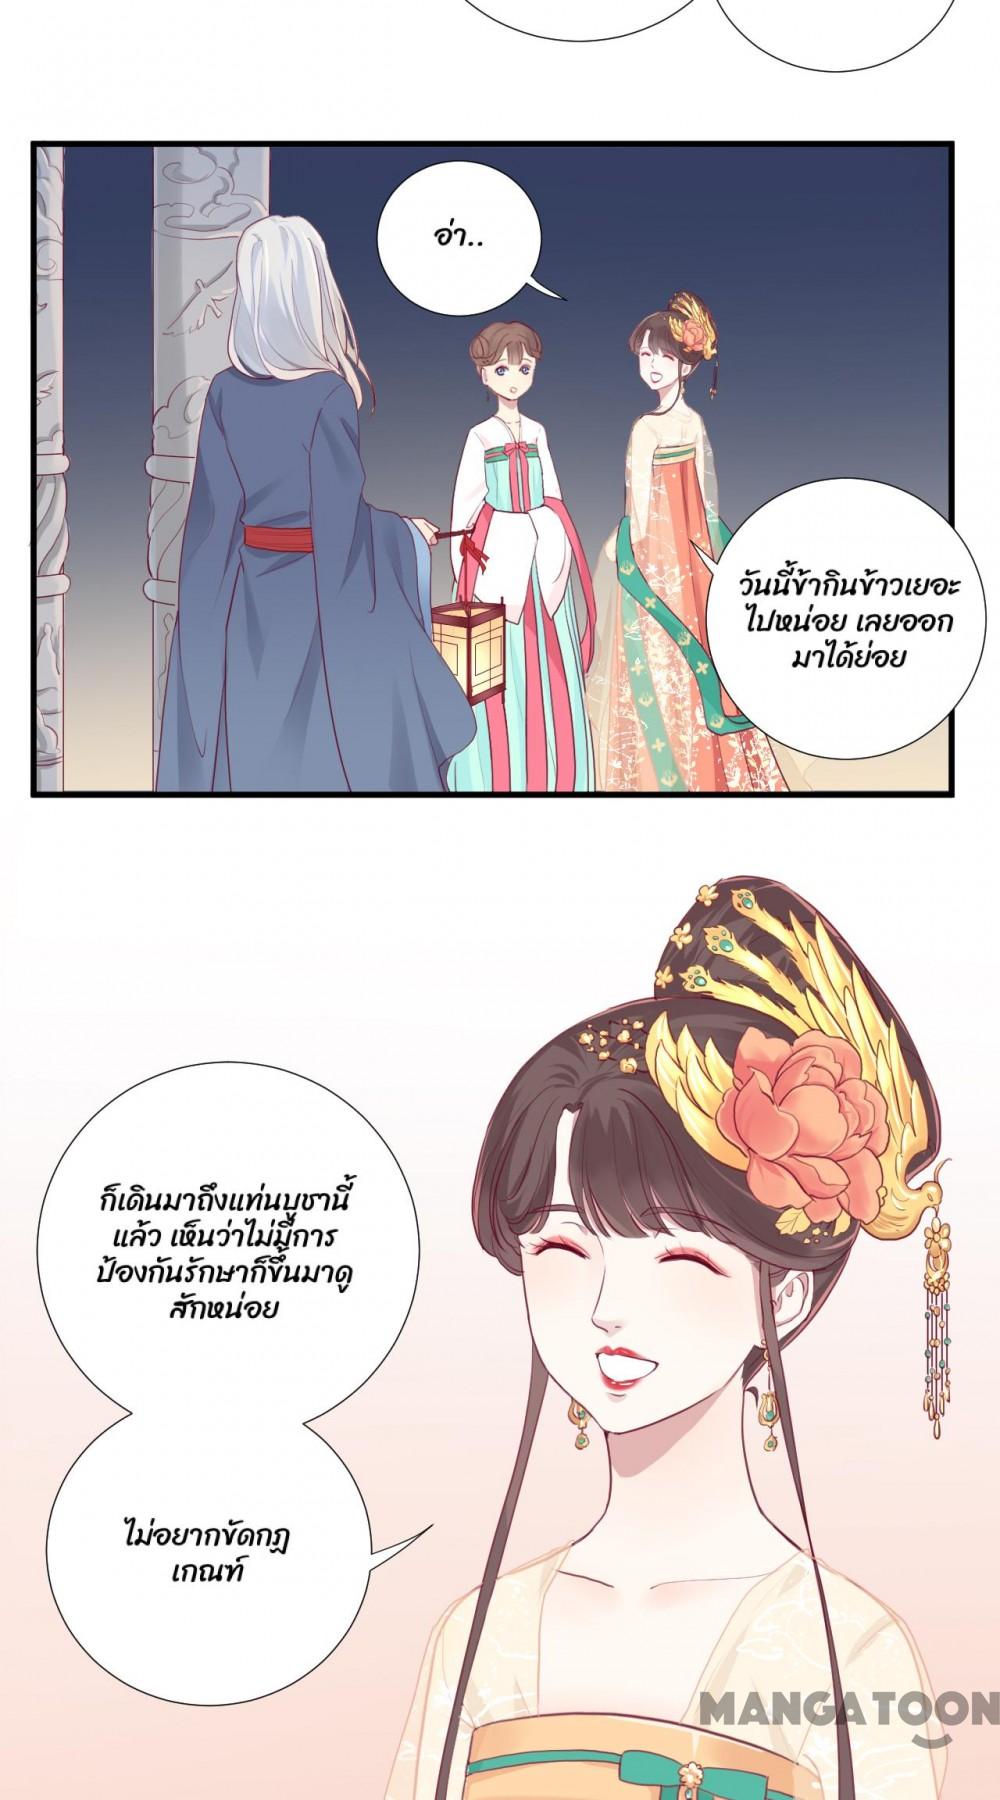 อ่า..
วันนี้ข้ากินข้าวเยอะ
ไปหน่อย เลยออก
มาได้ย่อย
ก็เดินมาถึงแท่นบูชานี้
แล้ว เห็นว่าไม่มีการ
ป้องกันรักษาก็ขึ้นมาดู
สักหน่อย
ไม่อยากขัดกฎ
เกณฑ์
MANGATOON